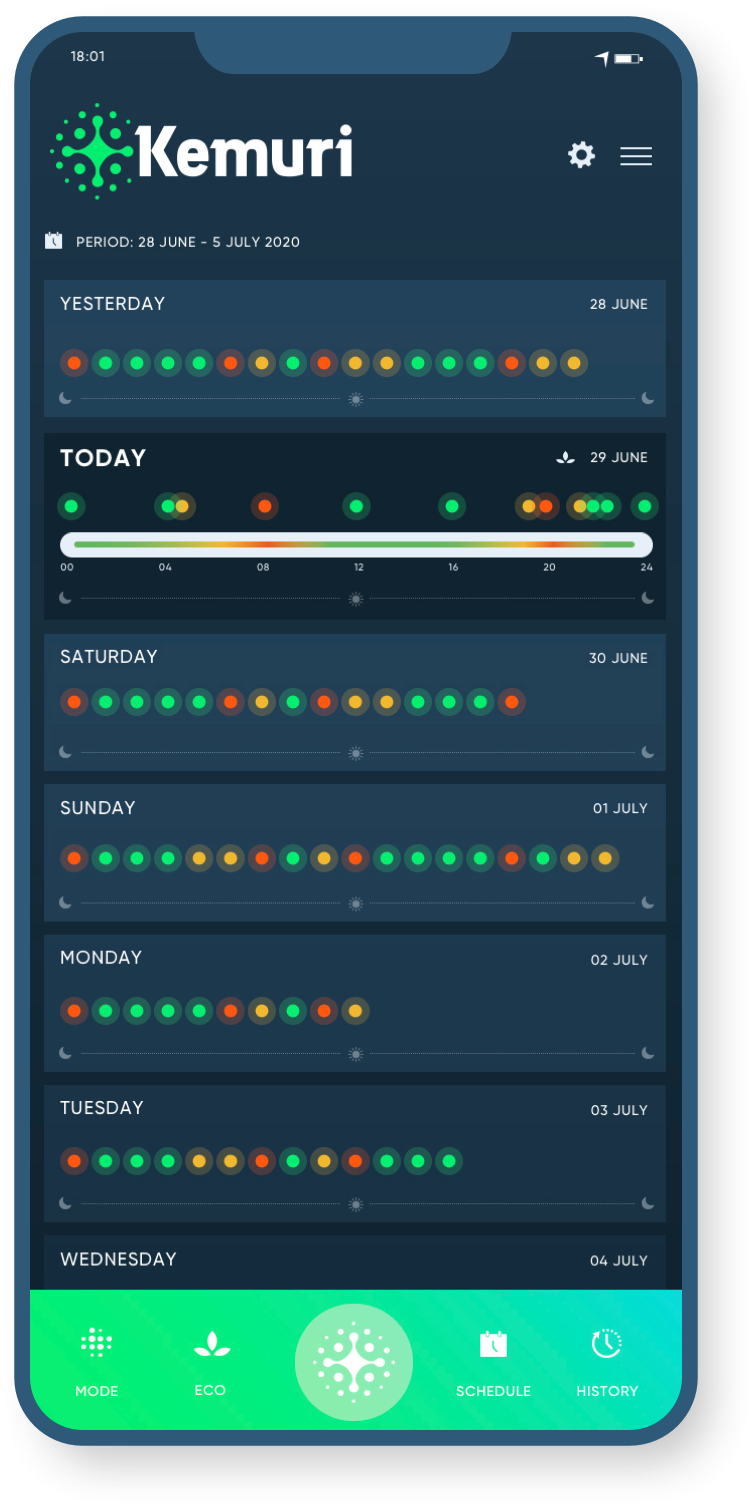 18:01
Kemuri
PERIOD: 28 JUNE - 5 JULY 2020
YESTERDAY 28 JUNE
TODAY 29 JUNE
00 04 08 12 16 20 24
SATURDAY 30 JUNE
SUNDAY 01 JULY
MONDAY 02 JULY
TUESDAY 03 JULY
WEDNESDAY 04 JULY
MODE ECO SCHEDULE HISTORY